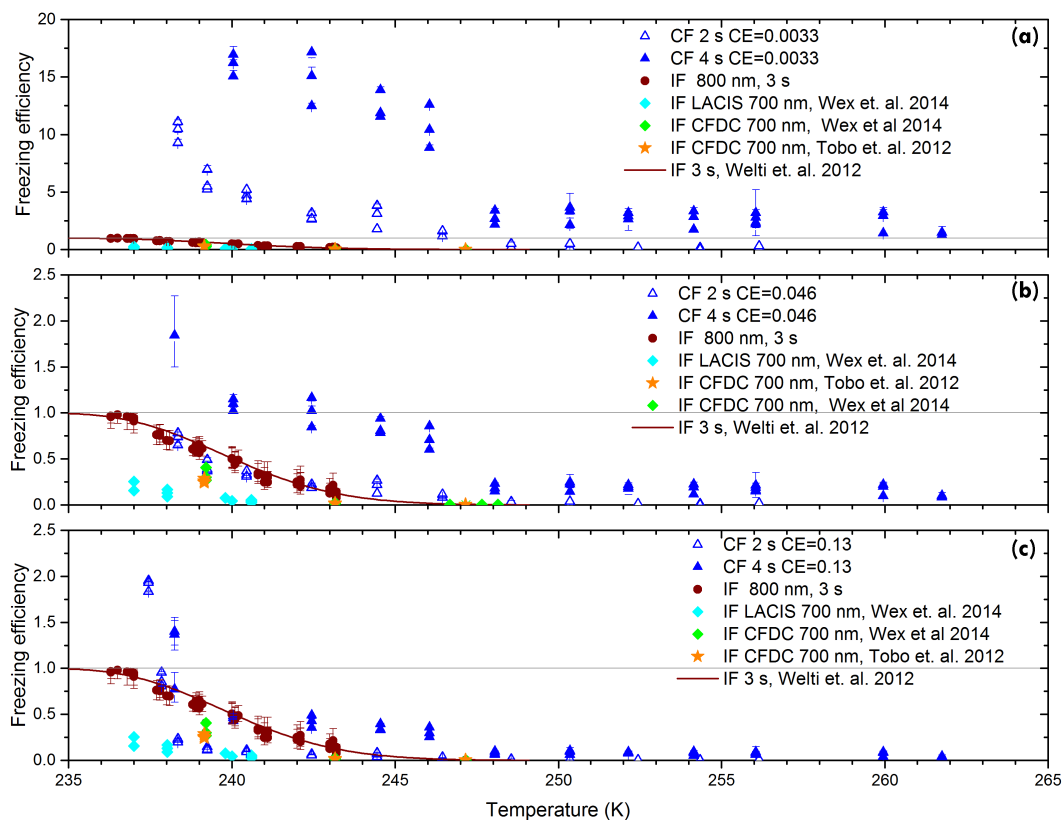 20
15
10
5
0
Freezing efficiency
(a)
CF 2 s CE=0.0033
CF 4 s CE=0.0033
IF 800 nm, 3 s
IF LACIS 700 nm, Wex et. al. 2014
IF CFDC 700 nm, Wex et al 2014
IF CFDC 700 nm, Tobo et. al. 2012
IF 3 s, Welti et. al. 2012
2.5
2.0
1.5
1.0
0.5
0.0
Freezing efficiency
(b)
CF 2 s CE=0.046
CF 4 s CE=0.046
IF 800 nm, 3 s
IF LACIS 700 nm, Wex et. al. 2014
IF CFDC 700 nm, Tobo et. al. 2012
IF CFDC 700 nm, Wex et. al. 2014
IF 3 s, Welti et. al. 2012
2.5
2.0
1.5
1.0
0.5
0.0
Freezing efficiency
(c)
CF 2 s CE=0.13
CF 4 s CE=0.13
IF 800 nm, 3 s
IF LACIS 700 nm, Wex et. al. 2014
IF CFDC 700 nm, Wex et al 2014
IF CFDC 700 nm, Tobo et. al. 2012
IF 3 s, Welti et. al. 2012
235 240 245 250 255 260 265
Temperature (K)